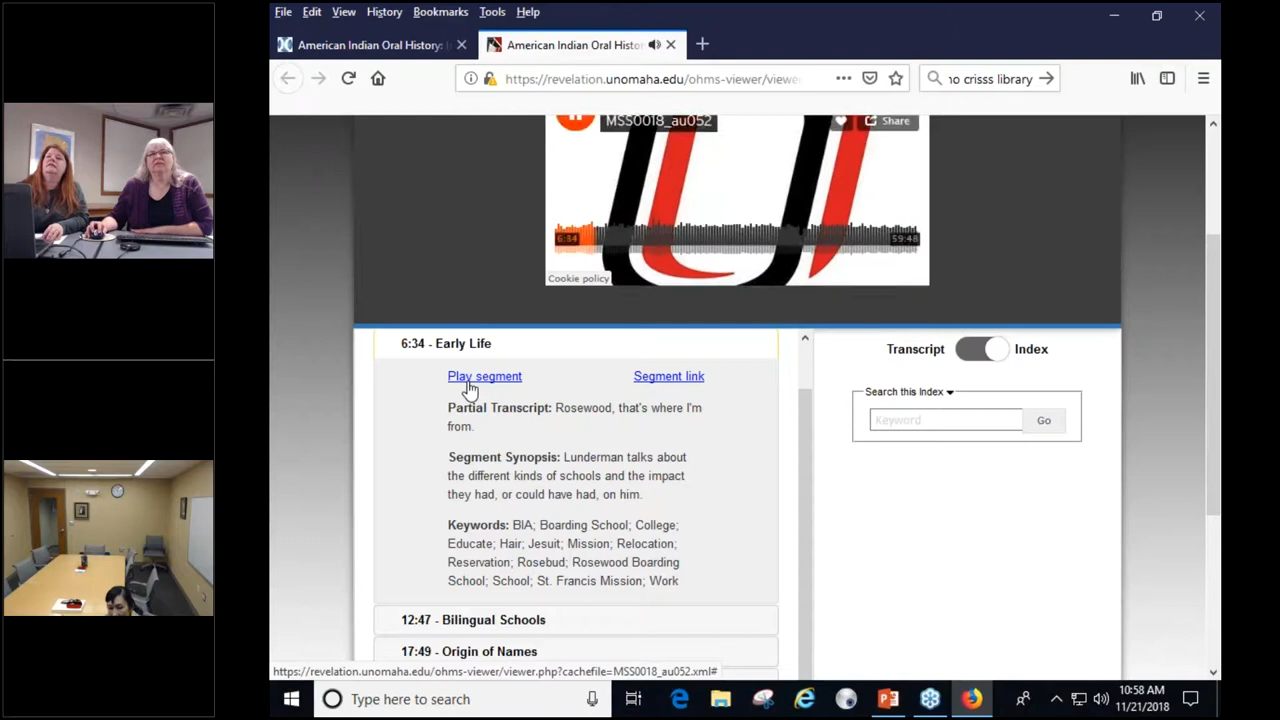 File Edit View History Bookmarks Tools Help
American Indian Oral History: I
American Indian Oral Histo
https://revelation.unomaha.edu/ohms-viewer/viewe
no crisss library
MSS0018_au052
Share
6:34
59:48
Cookie policy
6:34 - Early Life
Play segment
Segment link
Partial Transcript: Rosewood, that's where I'm
from.
Segment Synopsis: Lunderman talks about
the different kinds of schools and the impact
they had, or could have had, on him.
Keywords: BIA; Boarding School; College;
Educate; Hair; Jesuit; Mission; Relocation;
Reservation; Rosebud; Rosewood Boarding
School; School; St. Francis Mission; Work
12:47 - Bilingual Schools
17:49 - Origin of Names
Transcript Index
Search this Index
Keyword
Go
https://revelation.unomaha.edu/ohms-viewer/viewer.php?cachefile=MSS0018_au052.xml#
Type here to search
10:58 AM
11/21/2018